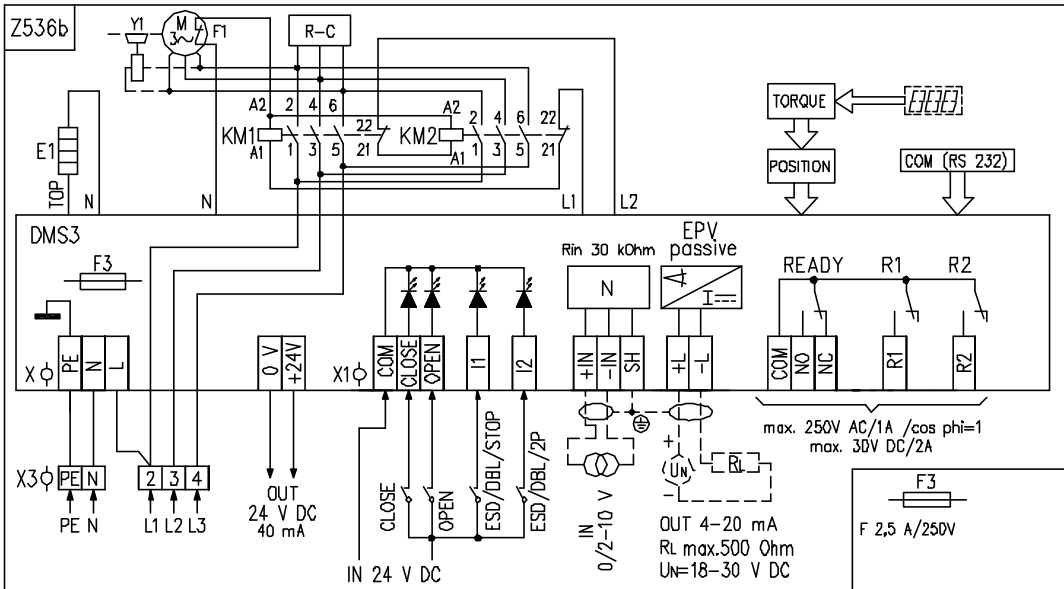 Z536b
Y1
M
3~
F1
R-C
A2
2 4 6
22
KM1
A1
1 3 5
21
KM2
A2
2 4 6
22
A1
1 3 5
21
E1
TOP
N
N
L1
L2
TORQUE
POSITION
COM (RS 232)
DMS3
F3
Rin 30 kOhm
N
EPV
passive
I
READY
R1
R2
X
PE
N
L
0 V
+24V
X1
COM
CLOSE
OPEN
I1
I2
+IN
-IN
SH
+L
-L
COM
NO
NC
R1
R2
max. 250V AC/1A /cos phi=1
max. 30V DC/2A
X3
PE
N
2
3
4
PE N
L1 L2 L3
OUT
24 V DC
40 mA
CLOSE
OPEN
ESD/DBL/STOP
ESD/DBL/2P
IN 24 V DC
IN
0/2-10 V
+
UN
-
RL
OUT 4-20 mA
RL max.500 Ohm
UN=18-30 V DC
F3
F 2,5 A/250V